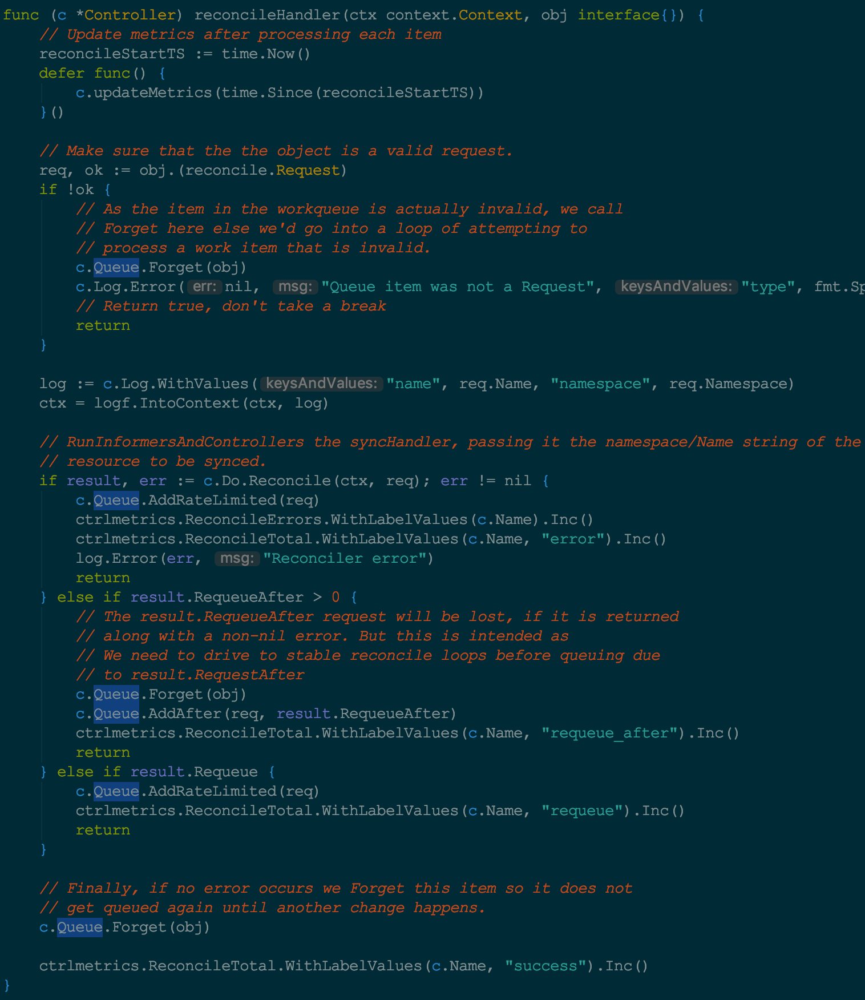 func (c *Controller) reconcileHandler(ctx context.Context, obj interface{}) {
    // Update metrics after processing each item
    reconcileStartTS := time.Now()
    defer func() {
        c.updateMetrics(time.Since(reconcileStartTS))
    }()

    // Make sure that the the object is a valid request.
    req, ok := obj.(reconcile.Request)
    if !ok {
        // As the item in the workqueue is actually invalid, we call
        // Forget here else we'd go into a loop of attempting to
        // process a work item that is invalid.
        c.Queue.Forget(obj)
        c.Log.Error( err: nil, msg: "Queue item was not a Request", keysAndValues: "type", fmt.Sp
        // Return true, don't take a break
        return
    }

    log := c.Log.WithValues( keysAndValues: "name", req.Name, "namespace", req.Namespace)
    ctx = logf.IntoContext(ctx, log)

    // RunInformersAndControllers the syncHandler, passing it the namespace/Name string of the
    // resource to be synced.
    if result, err := c.Do.Reconcile(ctx, req); err != nil {
        c.Queue.AddRateLimited(req)
        ctrlmetrics.ReconcileErrors.WithLabelValues(c.Name).Inc()
        ctrlmetrics.ReconcileTotal.WithLabelValues(c.Name, "error").Inc()
        log.Error(err, msg: "Reconciler error")
        return
    } else if result.RequeueAfter > 0 {
        // The result.RequeueAfter request will be lost, if it is returned
        // along with a non-nil error. But this is intended as
        // We need to drive to stable reconcile loops before queuing due
        // to result.RequestAfter
        c.Queue.Forget(obj)
        c.Queue.AddAfter(req, result.RequeueAfter)
        ctrlmetrics.ReconcileTotal.WithLabelValues(c.Name, "requeue_after").Inc()
        return
    } else if result.Requeue {
        c.Queue.AddRateLimited(req)
        ctrlmetrics.ReconcileTotal.WithLabelValues(c.Name, "requeue").Inc()
        return
    }

    // Finally, if no error occurs we Forget this item so it does not
    // get queued again until another change happens.
    c.Queue.Forget(obj)

    ctrlmetrics.ReconcileTotal.WithLabelValues(c.Name, "success").Inc()
}